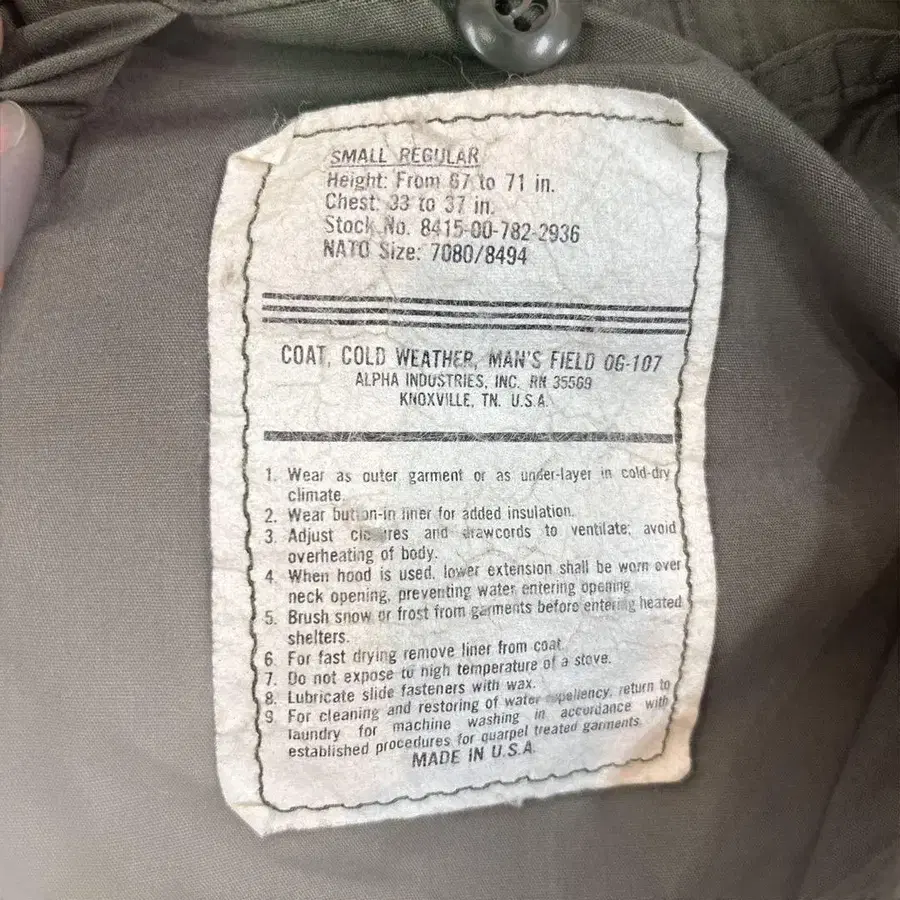 SMALL REGULAR
Height: From 67 to 71 in.
Chest: 33 to 37 in.
Stock No. 8415-00-782-2936
NATO Size: 7080/8494
COAT, COLD WEATHER, MAN'S FIELD OG-107
ALPHA INDUSTRIES, INC. RN 35569
KNOXVILLE, TN. U.S.A.
1. Wear as outer garment or as under-layer in cold-dry
climate.
2. Wear button-in liner for added insulation.
3. Adjust closures and drawcords to ventilate; avoid
overheating of body.
4. When hood is used, lower extension shall be worn over
neck opening, preventing water entering opening.
5. Brush snow or frost from garments before entering heated
shelters.
6. For fast drying remove liner from coat.
7. Do not expose to high temperature of a stove.
8. Lubricate slide fasteners with wax.
9. For cleaning and restoring of water repellency, return to
laundry for machine washing in accordance with
established procedures for quarpel treated garments.
MADE IN U.S.A.